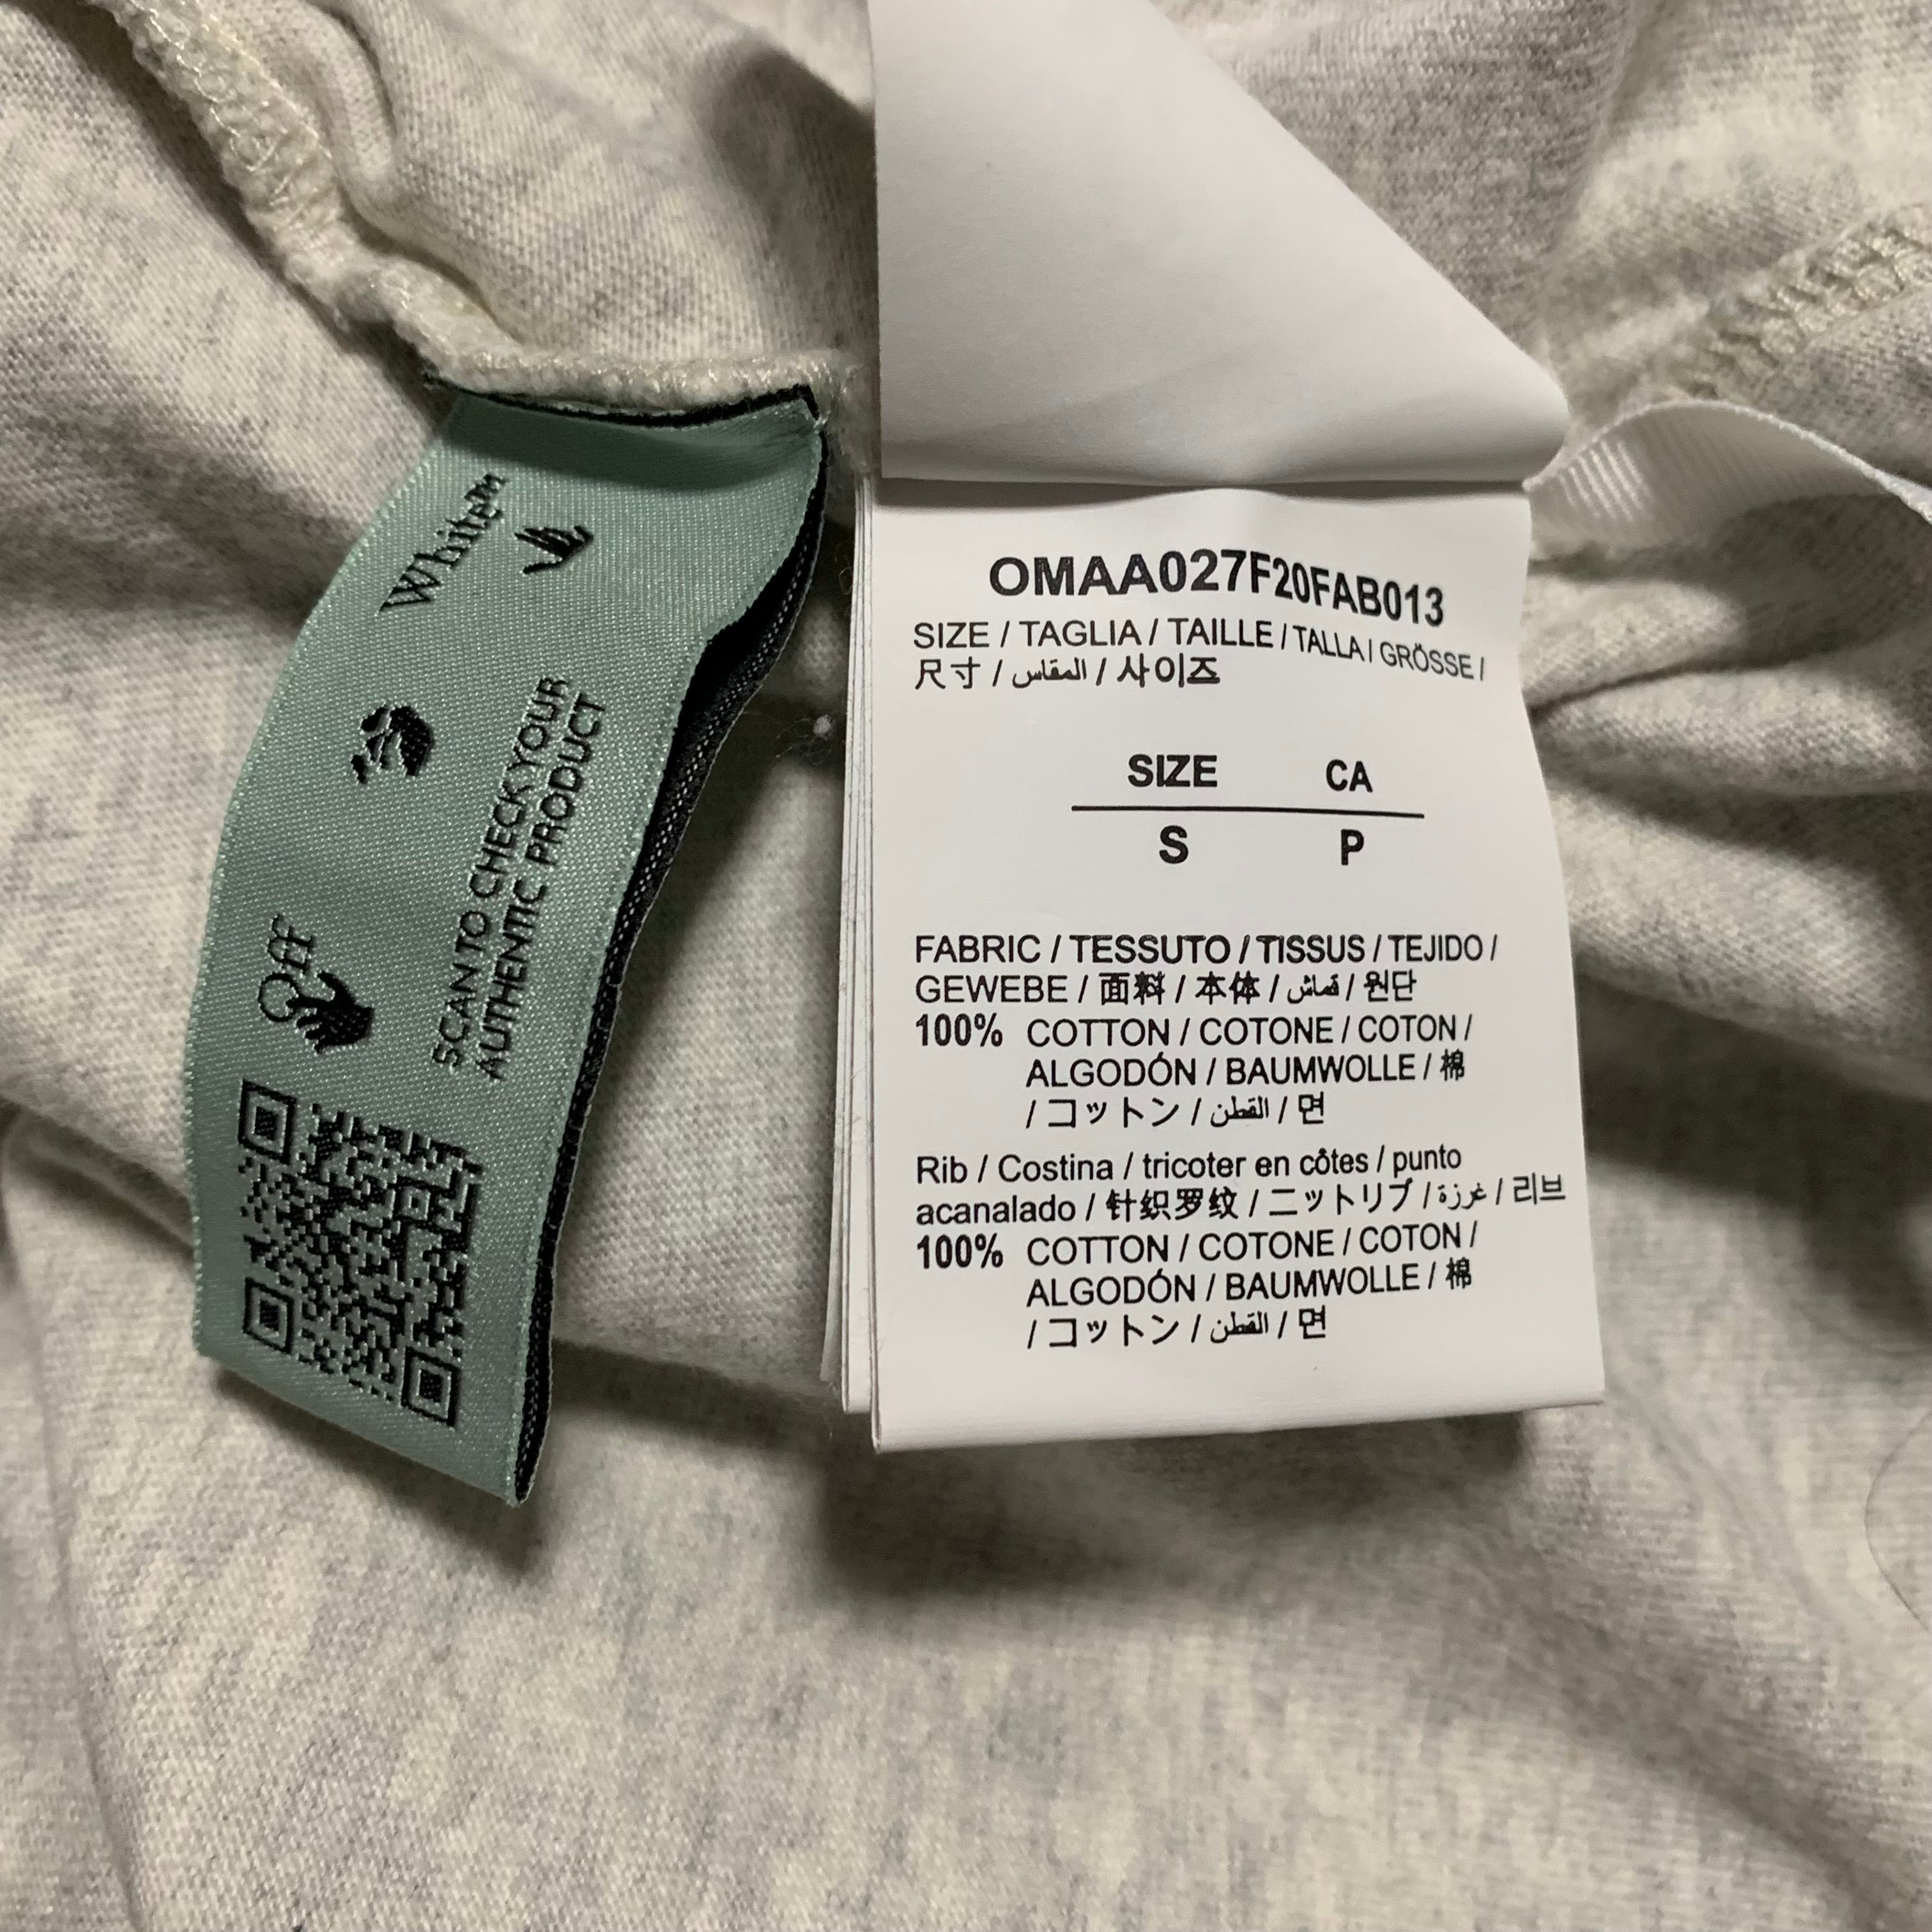 Off White™
SCAN TO CHECK YOUR
AUTHENTIC PRODUCT
OMAA027F20FAB013
SIZE / TAGLIA / TAILLE / TALLA / GRÖSSE /
尺寸 / المقاس / 사이즈
SIZE CA
S P
FABRIC / TESSUTO / TISSUS / TEJIDO /
GEWEBE / 面料 / 本体 / قماش / 원단
100% COTTON / COTONE / COTON /
ALGODÓN / BAUMWOLLE / 棉
/ コットン / القطن / 면
Rib / Costina / tricoter en côtes / punto
acanalado / 针织罗纹 / ニットリブ / غرزة / 리브
100% COTTON / COTONE / COTON /
ALGODÓN / BAUMWOLLE / 棉
/ コットン / القطن / 면